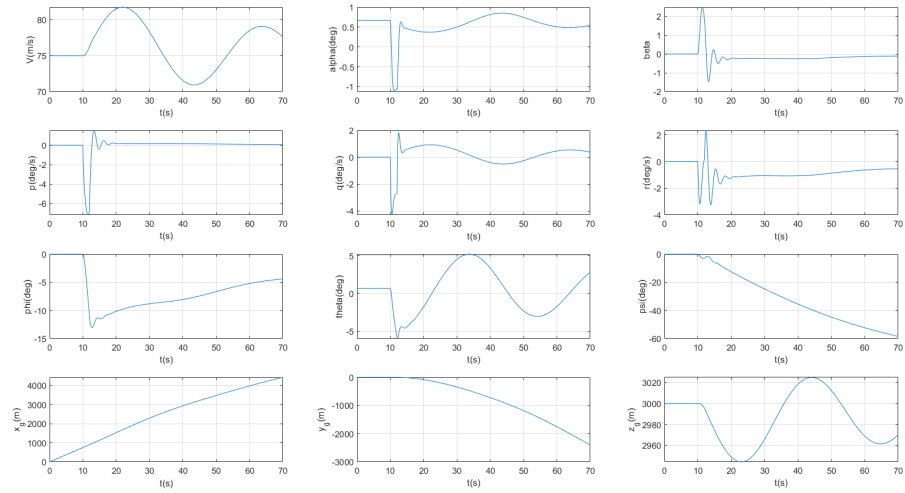 V(m/s)
80
75
70
0 10 20 30 40 50 60 70
t(s)
alpha(deg)
1
0.5
0
-0.5
-1
0 10 20 30 40 50 60 70
t(s)
beta
2
1
0
-1
-2
0 10 20 30 40 50 60 70
t(s)
p(deg/s)
0
-2
-4
-6
0 10 20 30 40 50 60 70
t(s)
q(deg/s)
2
0
-2
-4
0 10 20 30 40 50 60 70
t(s)
r(deg/s)
2
0
-2
-4
0 10 20 30 40 50 60 70
t(s)
phi(deg)
0
-5
-10
-15
0 10 20 30 40 50 60 70
t(s)
theta(deg)
5
0
-5
0 10 20 30 40 50 60 70
t(s)
psi(deg)
0
-20
-40
-60
0 10 20 30 40 50 60 70
t(s)
x_g(m)
4000
3000
2000
1000
0
0 10 20 30 40 50 60 70
t(s)
y_g(m)
0
-1000
-2000
-3000
0 10 20 30 40 50 60 70
t(s)
z_g(m)
3020
3000
2980
2960
0 10 20 30 40 50 60 70
t(s)